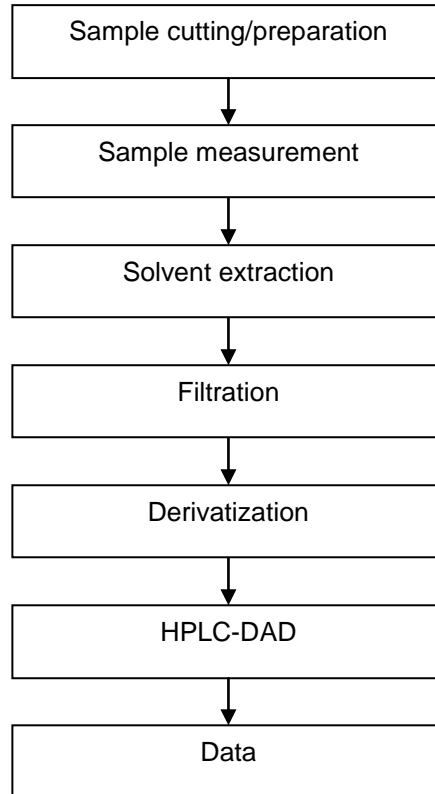 Sample cutting/preparation
Sample measurement
Solvent extraction
Filtration
Derivatization
HPLC-DAD
Data